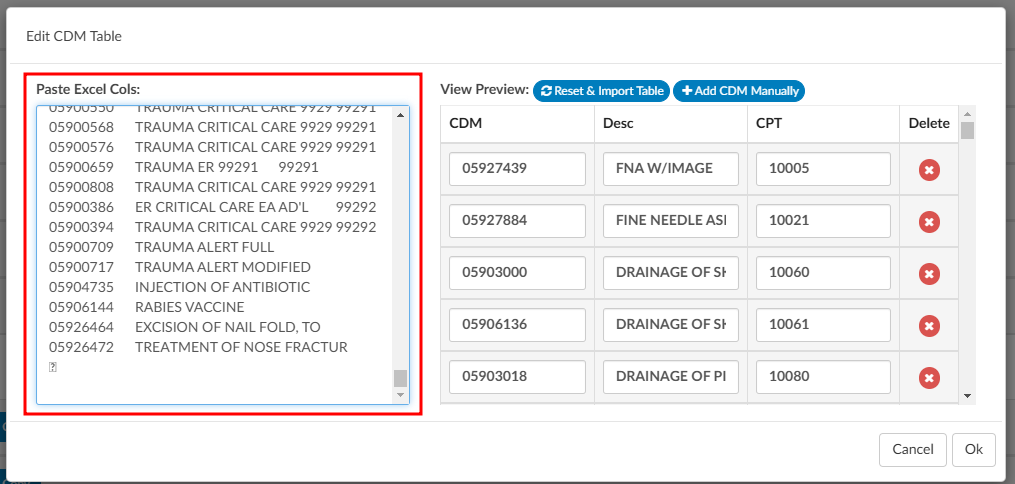 Edit CDM Table
Paste Excel Cols:
05900550 TRAUMA CRITICAL CARE 9929 99291
05900568 TRAUMA CRITICAL CARE 9929 99291
05900576 TRAUMA CRITICAL CARE 9929 99291
05900659 TRAUMA ER 99291 99291
05900808 TRAUMA CRITICAL CARE 9929 99291
05900386 ER CRITICAL CARE EA AD'L 99292
05900394 TRAUMA CRITICAL CARE 9929 99292
05900709 TRAUMA ALERT FULL
05900717 TRAUMA ALERT MODIFIED
05904735 INJECTION OF ANTIBIOTIC
05906144 RABIES VACCINE
05926464 EXCISION OF NAIL FOLD, TO
05926472 TREATMENT OF NOSE FRACTUR
View Preview: Reset & Import Table Add CDM Manually
CDM Desc CPT Delete
05927439 FNA W/IMAGE 10005
05927884 FINE NEEDLE ASI 10021
05903000 DRAINAGE OF SH 10060
05906136 DRAINAGE OF SH 10061
05903018 DRAINAGE OF PI 10080
Cancel Ok